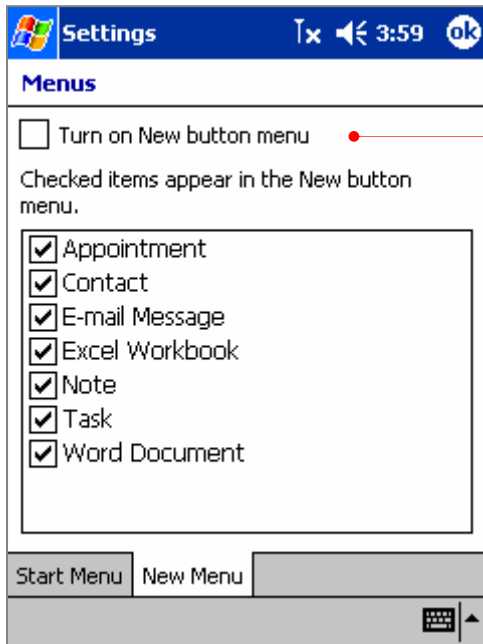 Settings 3:59 ok
Menus
Turn on New button menu
Checked items appear in the New button
menu.
Appointment
Contact
E-mail Message
Excel Workbook
Note
Task
Word Document
Start Menu New Menu